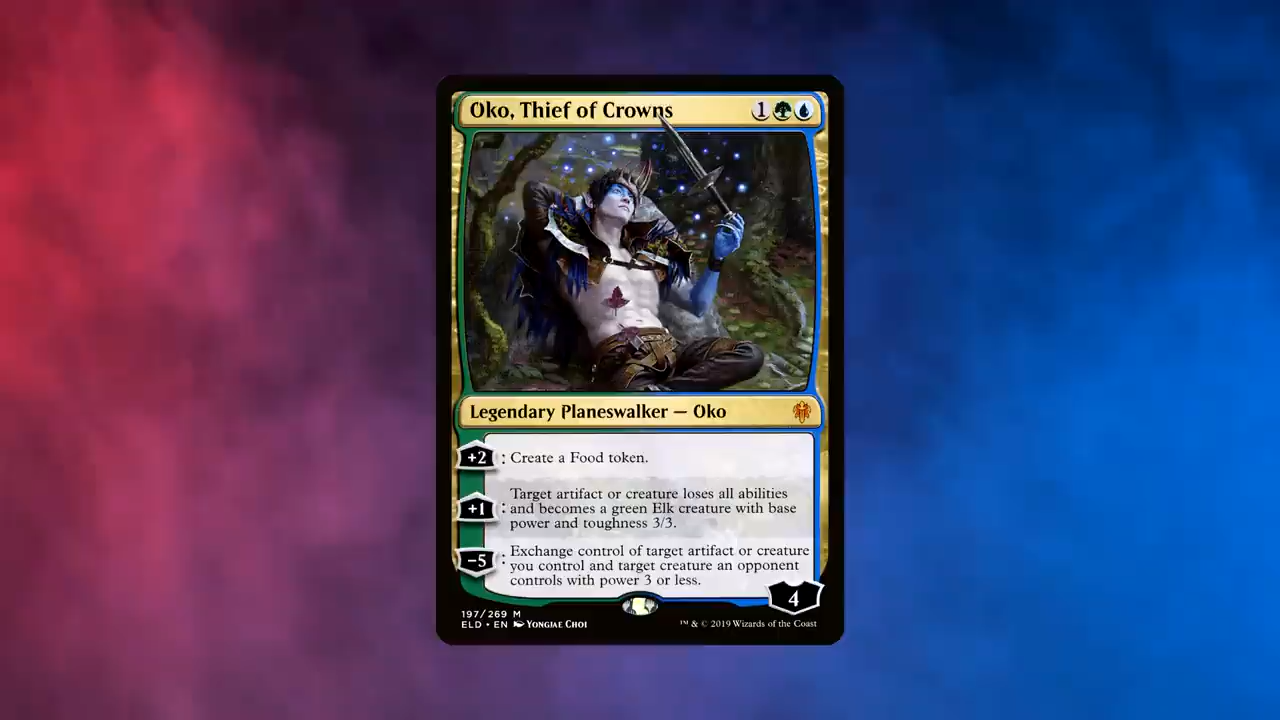 Oko, Thief of Crowns 1
Legendary Planeswalker — Oko
+2 : Create a Food token.
Target artifact or creature loses all abilities
+1 : and becomes a green Elk creature with base
power and toughness 3/3.
Exchange control of target artifact or creature
−5 : you control and target creature an opponent
controls with power 3 or less.
4
197/269 M
ELD • EN Yongjae Choi
™ & © 2019 Wizards of the Coast